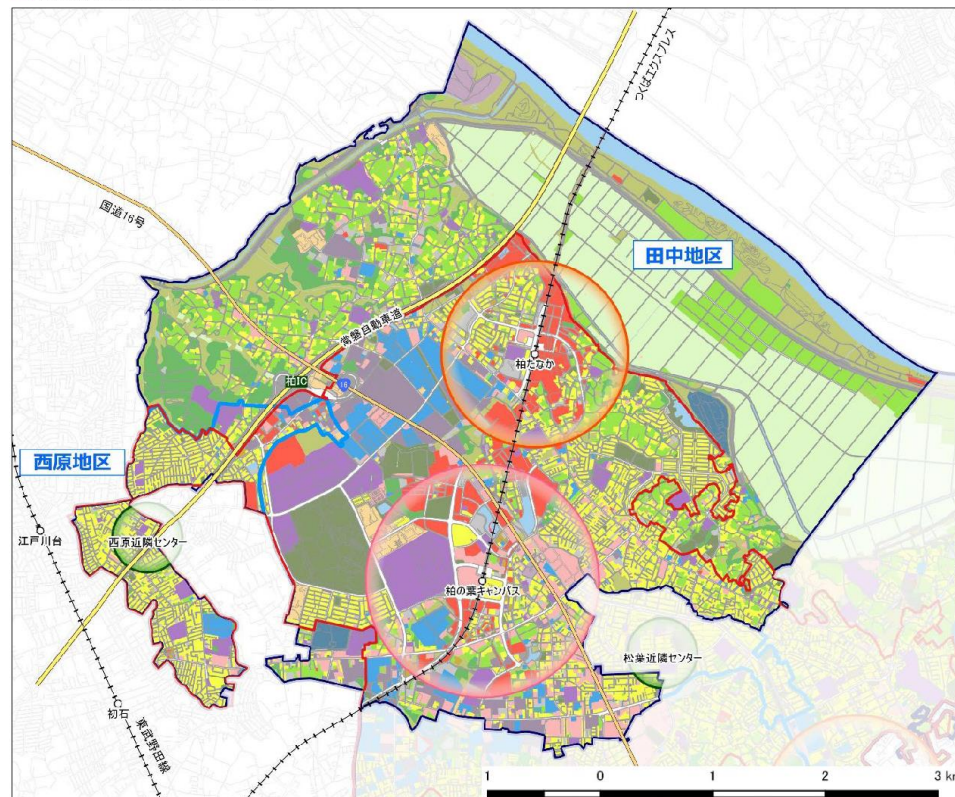 つくばエクスプレス
国道16号
田中地区
常磐自動車道
柏たなか
柏IC
16
西原地区
江戸川台
西原近隣センター
柏の葉キャンパス
松葉近隣センター
初石
東武野田線
1 0 1 2 3 km